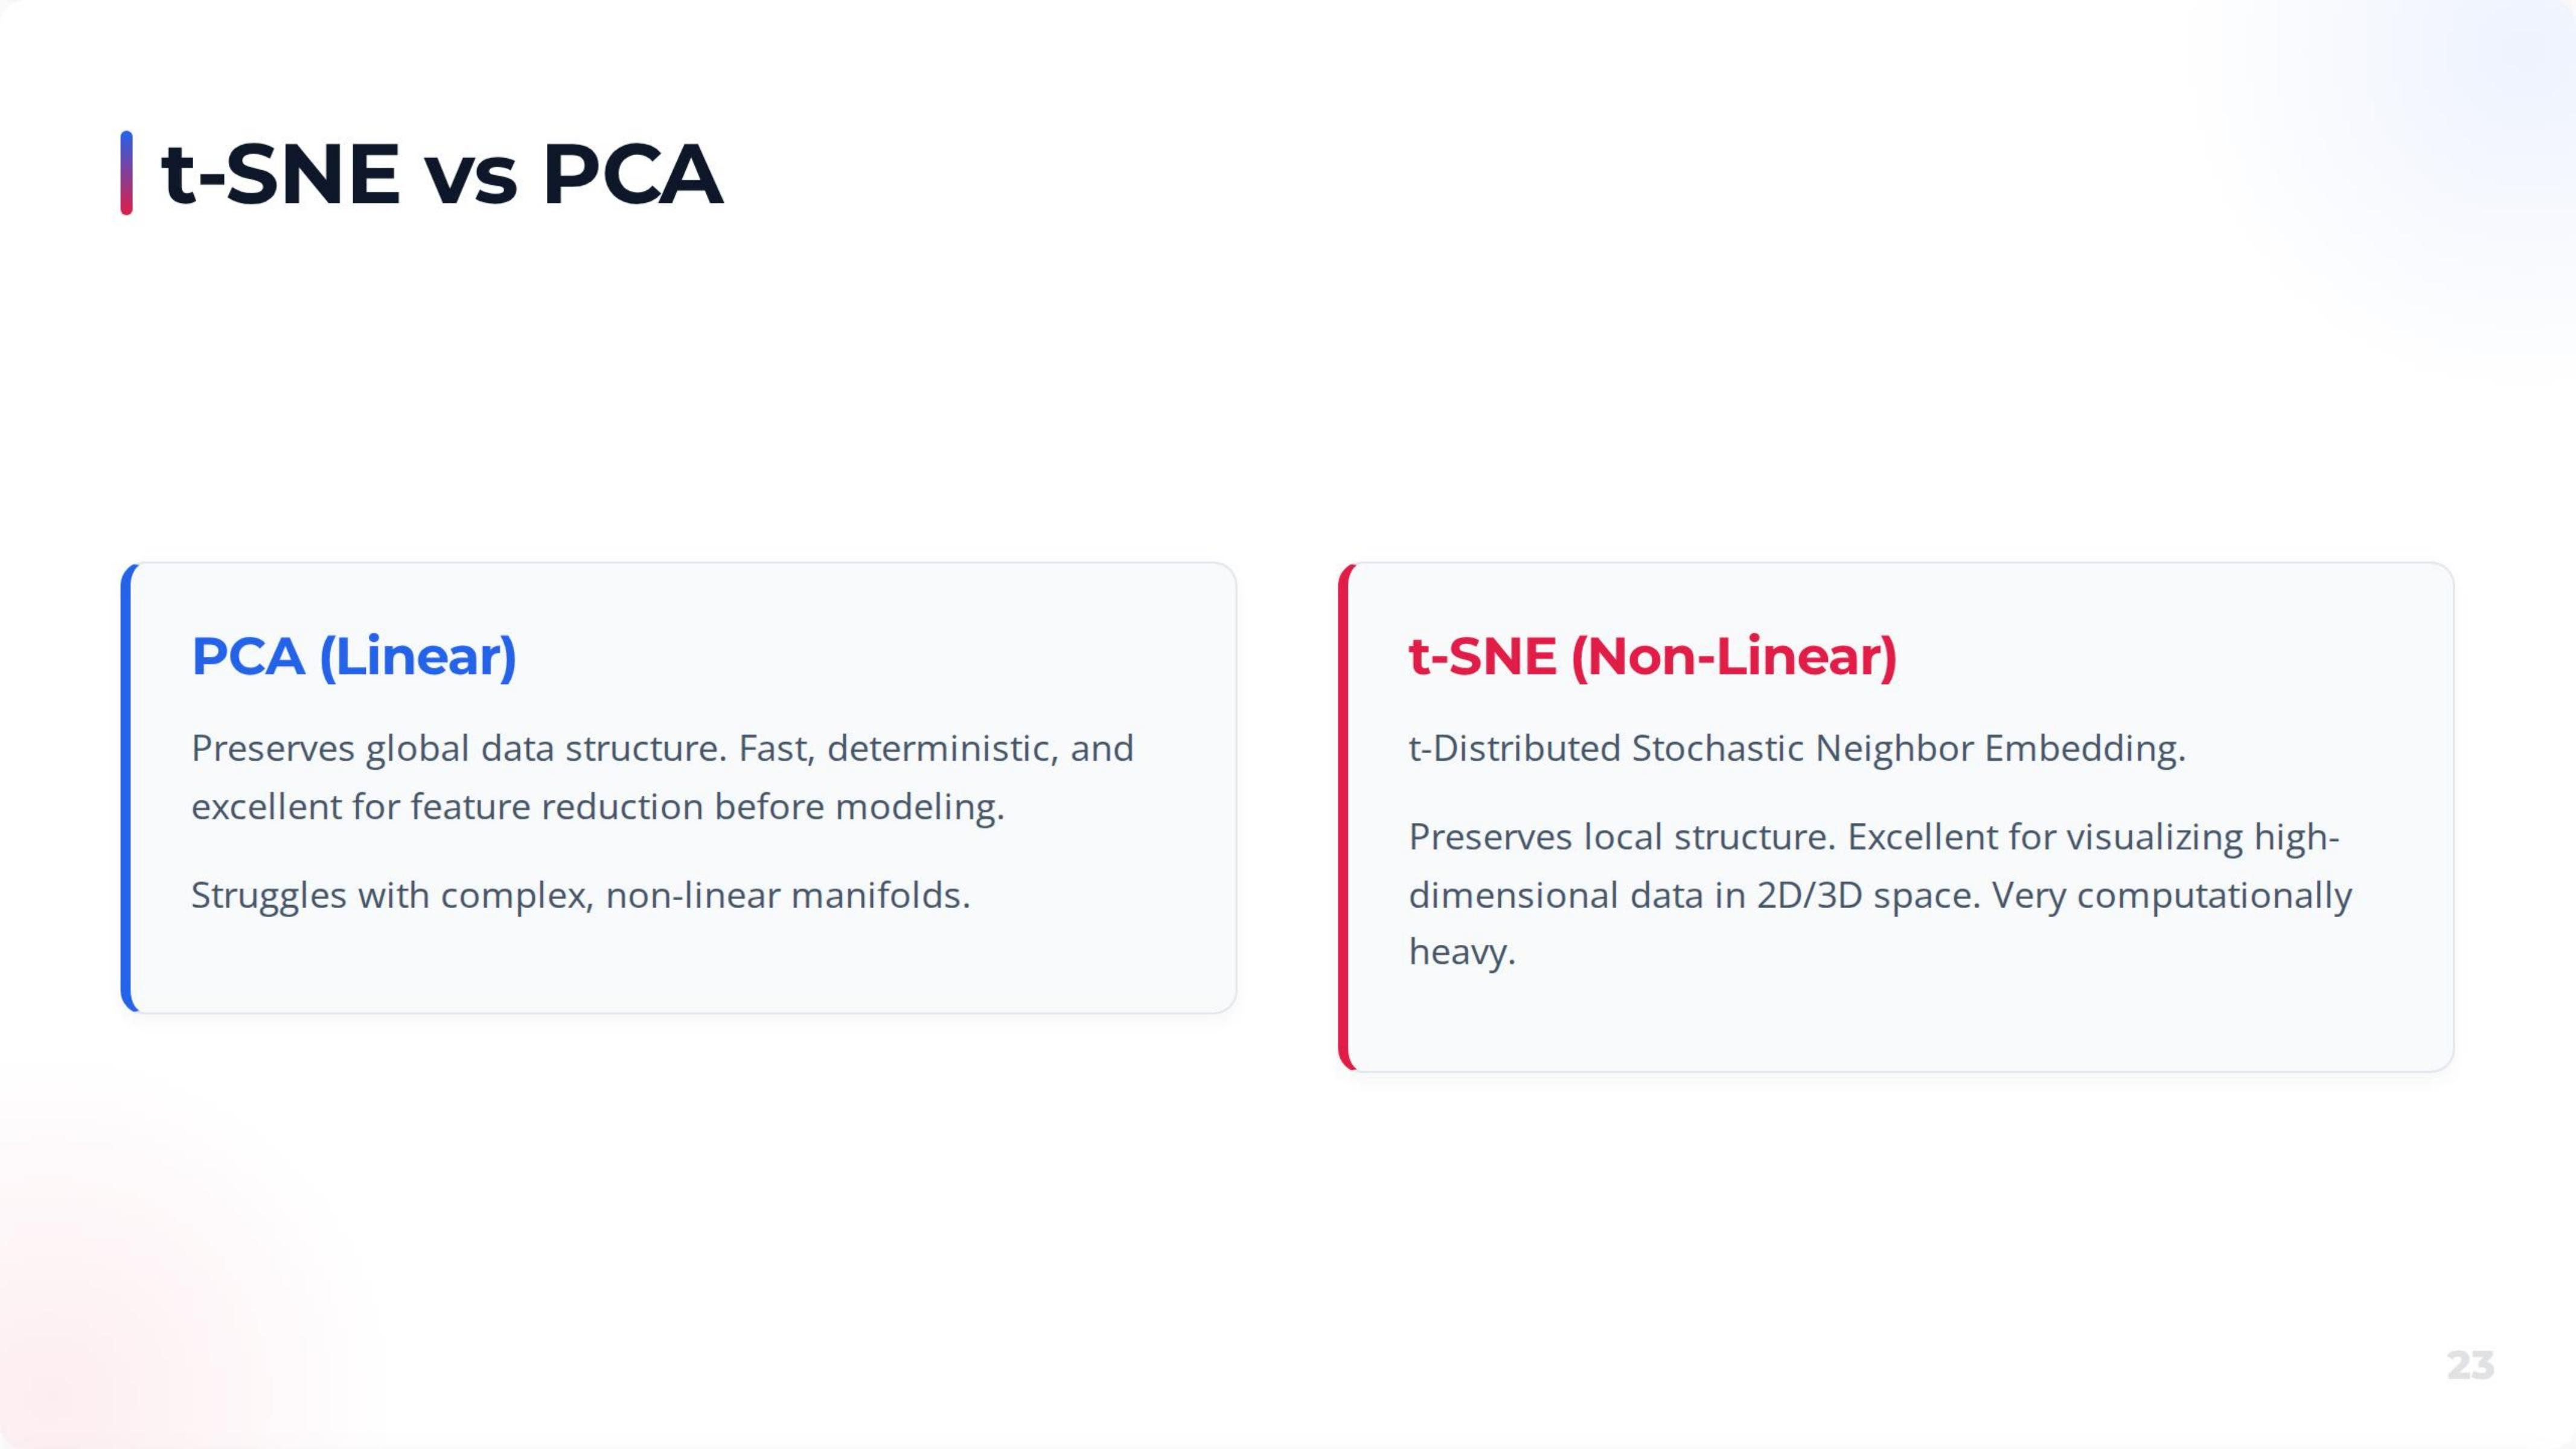 t-SNE vs PCA
PCA (Linear)
Preserves global data structure. Fast, deterministic, and
excellent for feature reduction before modeling.
Struggles with complex, non-linear manifolds.
t-SNE (Non-Linear)
t-Distributed Stochastic Neighbor Embedding.
Preserves local structure. Excellent for visualizing high-
dimensional data in 2D/3D space. Very computationally
heavy.
23